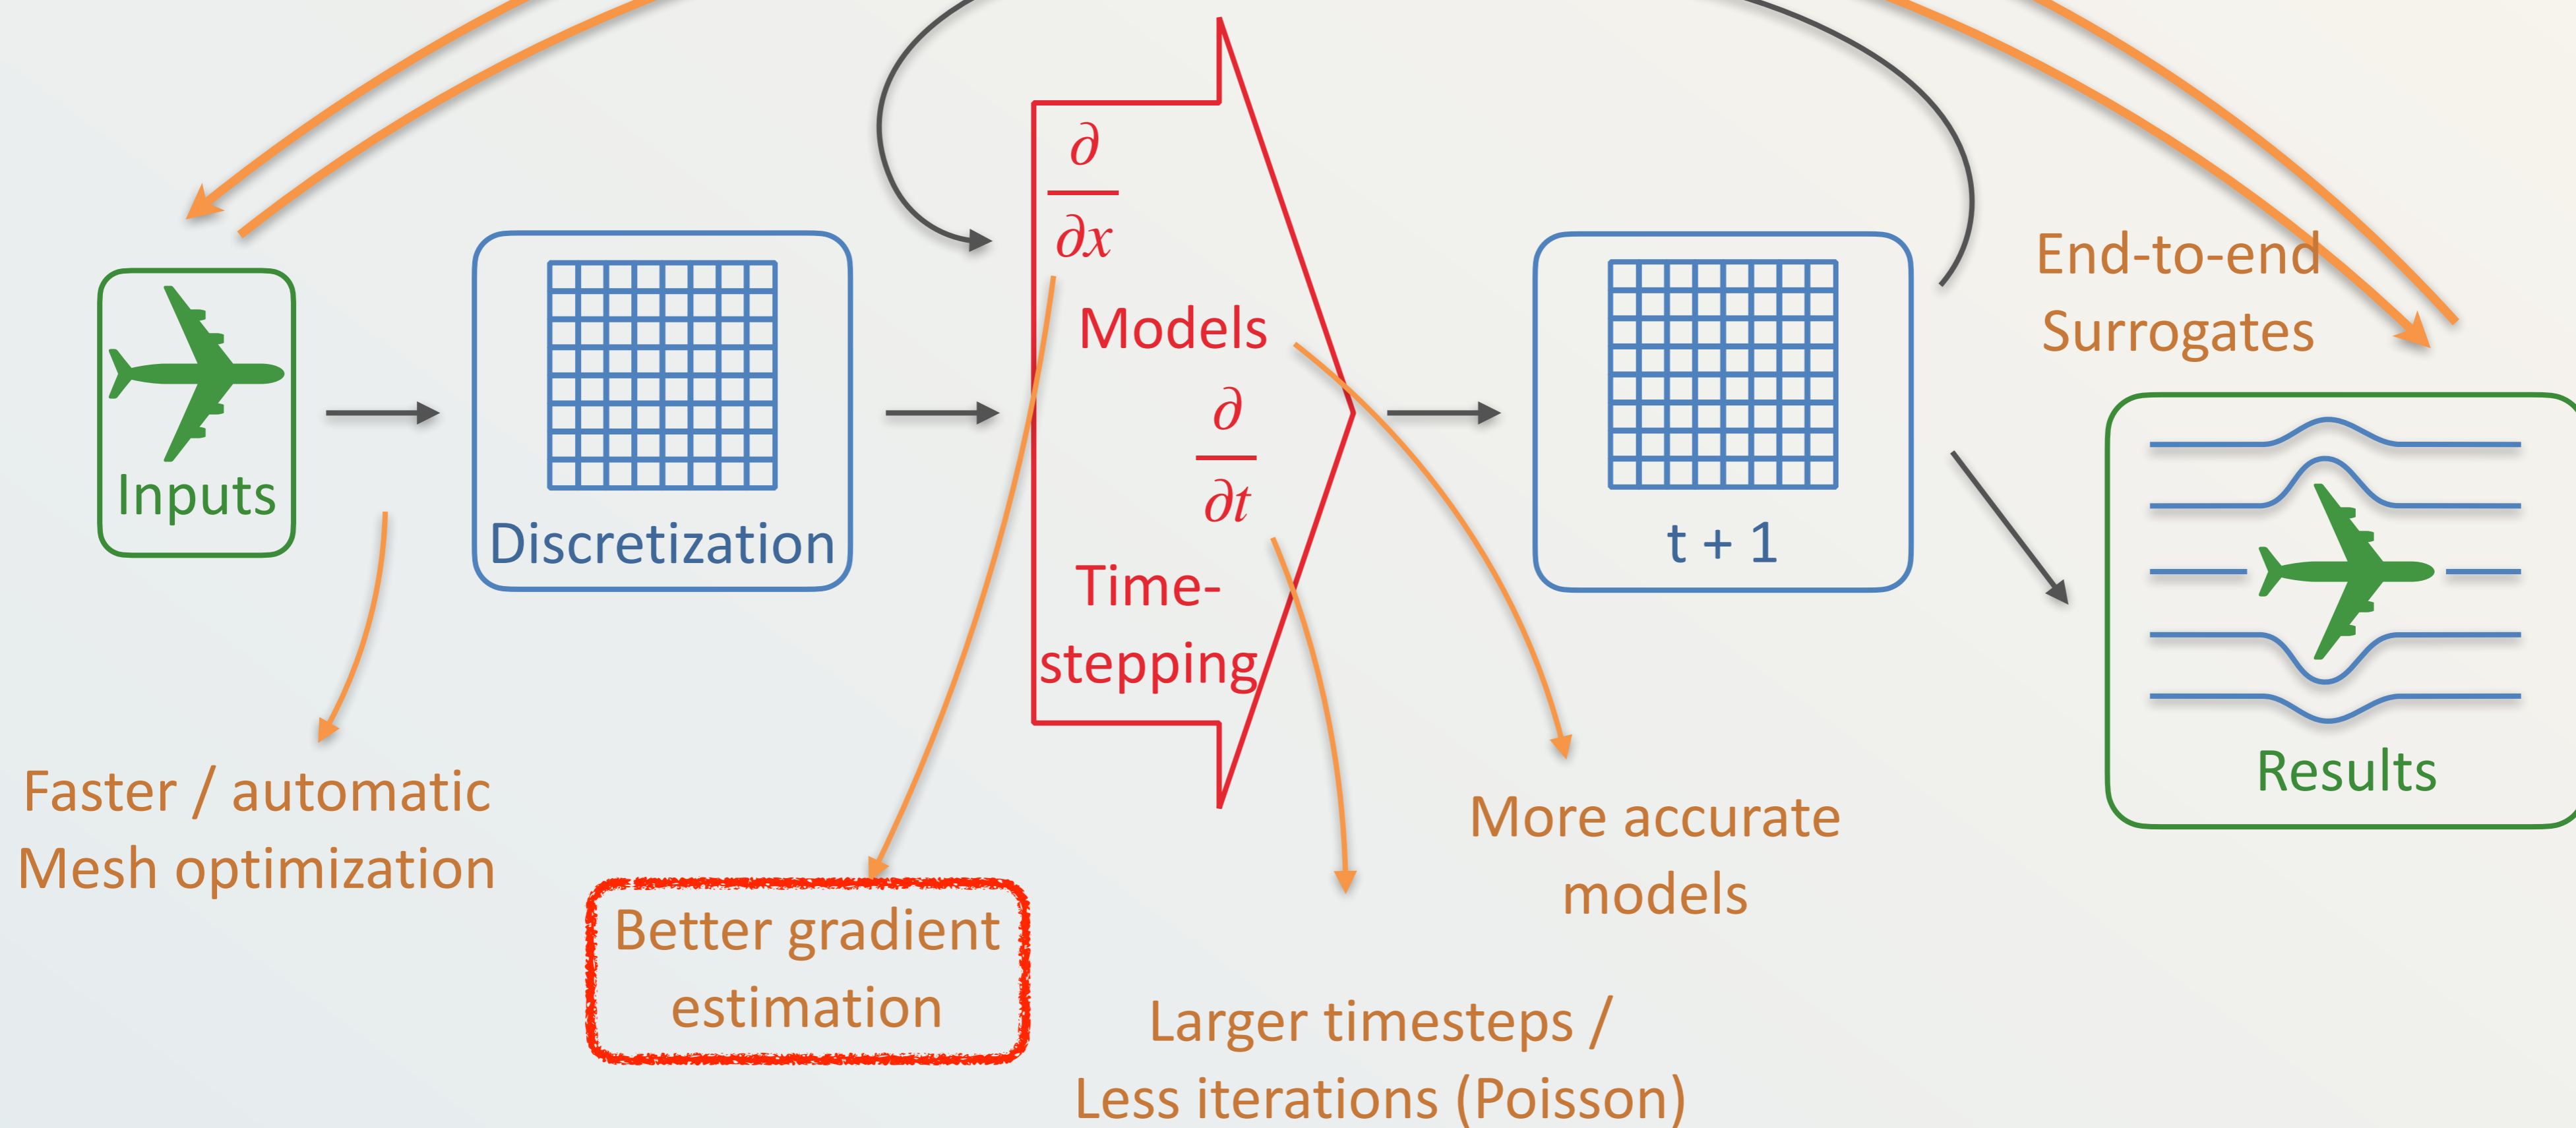 ∂
∂x
Models
∂
∂t
Time-
stepping
Inputs
Discretization
t + 1
End-to-end
Surrogates
Results
Faster / automatic
Mesh optimization
Better gradient
estimation
More accurate
models
Larger timesteps /
Less iterations (Poisson)